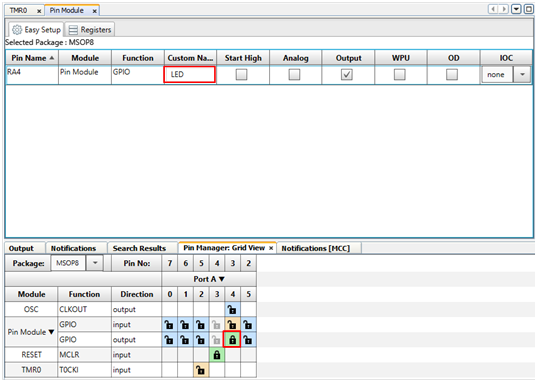 TMR0 × Pin Module ×
Easy Setup Registers
Selected Package : MSOP8
Pin Name Module Function Custom Na... Start High Analog Output WPU OD IOC
RA4 Pin Module GPIO LED none
Output Notifications Search Results Pin Manager: Grid View × Notifications [MCC]
Package: MSOP8 Pin No: 7 6 5 4 3 2
Port A ▼
Module Function Direction 0 1 2 3 4 5
OSC CLKOUT output
Pin Module ▼ GPIO input
GPIO output
RESET MCLR input
TMR0 T0CKI input